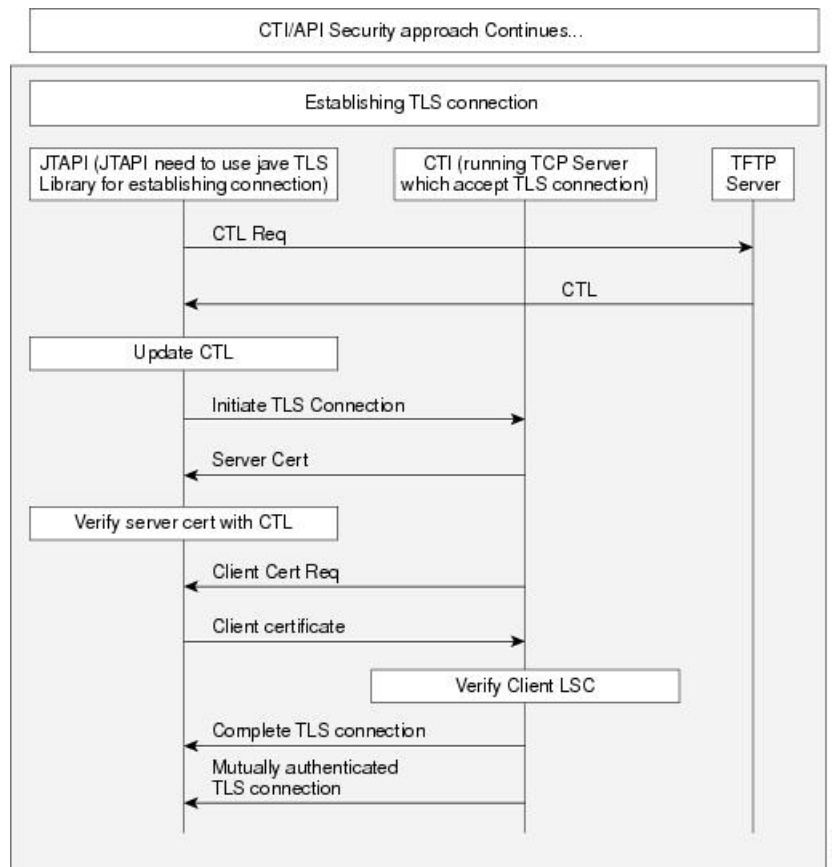 CTI/API Security approach Continues...
Establishing TLS connection
JTAPI (JTAPI need to use jave TLS
Library for establishing connection)
CTI (running TCP Server
which accept TLS connection)
TFTP
Server
CTL Req
CTL
Update CTL
Initiate TLS Connection
Server Cert
Verify server cert with CTL
Client Cert Req
Client certificate
Verify Client LSC
Complete TLS connection
Mutually authenticated
TLS connection